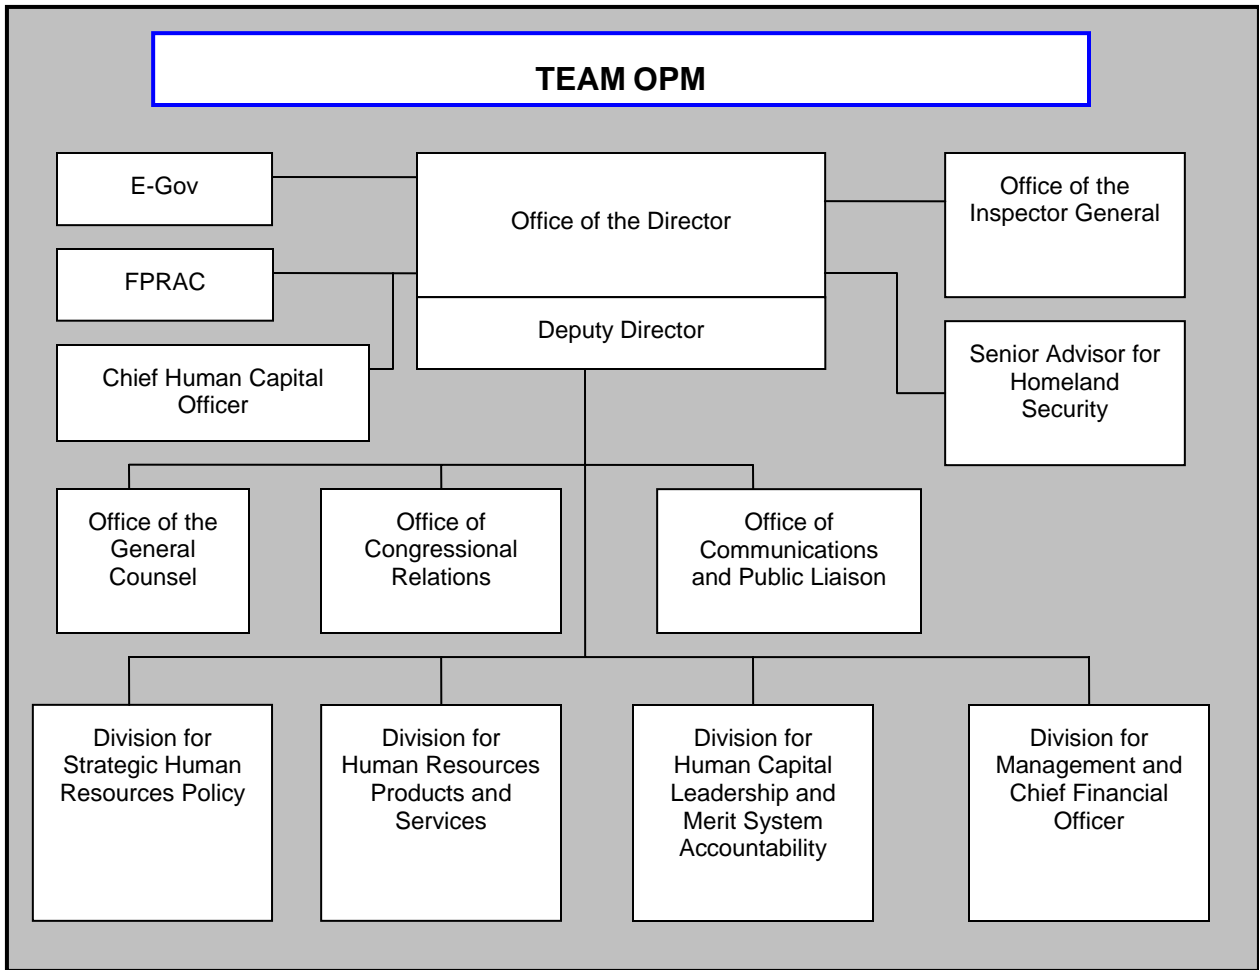 TEAM OPM
E-Gov
Office of the Director
Office of the
Inspector General
FPRAC
Deputy Director
Chief Human Capital
Officer
Senior Advisor for
Homeland
Security
Office of the
General
Counsel
Office of
Congressional
Relations
Office of
Communications
and Public Liaison
Division for
Strategic Human
Resources Policy
Division for
Human Resources
Products and
Services
Division for
Human Capital
Leadership and
Merit System
Accountability
Division for
Management and
Chief Financial
Officer